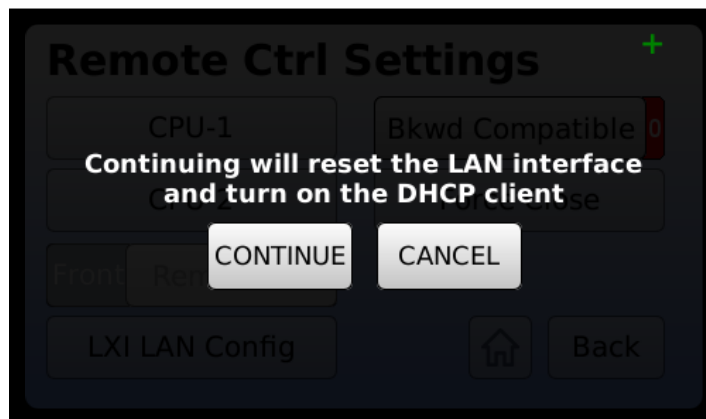 Remote Ctrl Settings
+
CPU-1
Bkwd Compatible 0
Continuing will reset the LAN interface
and turn on the DHCP client
CONTINUE
CANCEL
Front
LXI LAN Config
Back